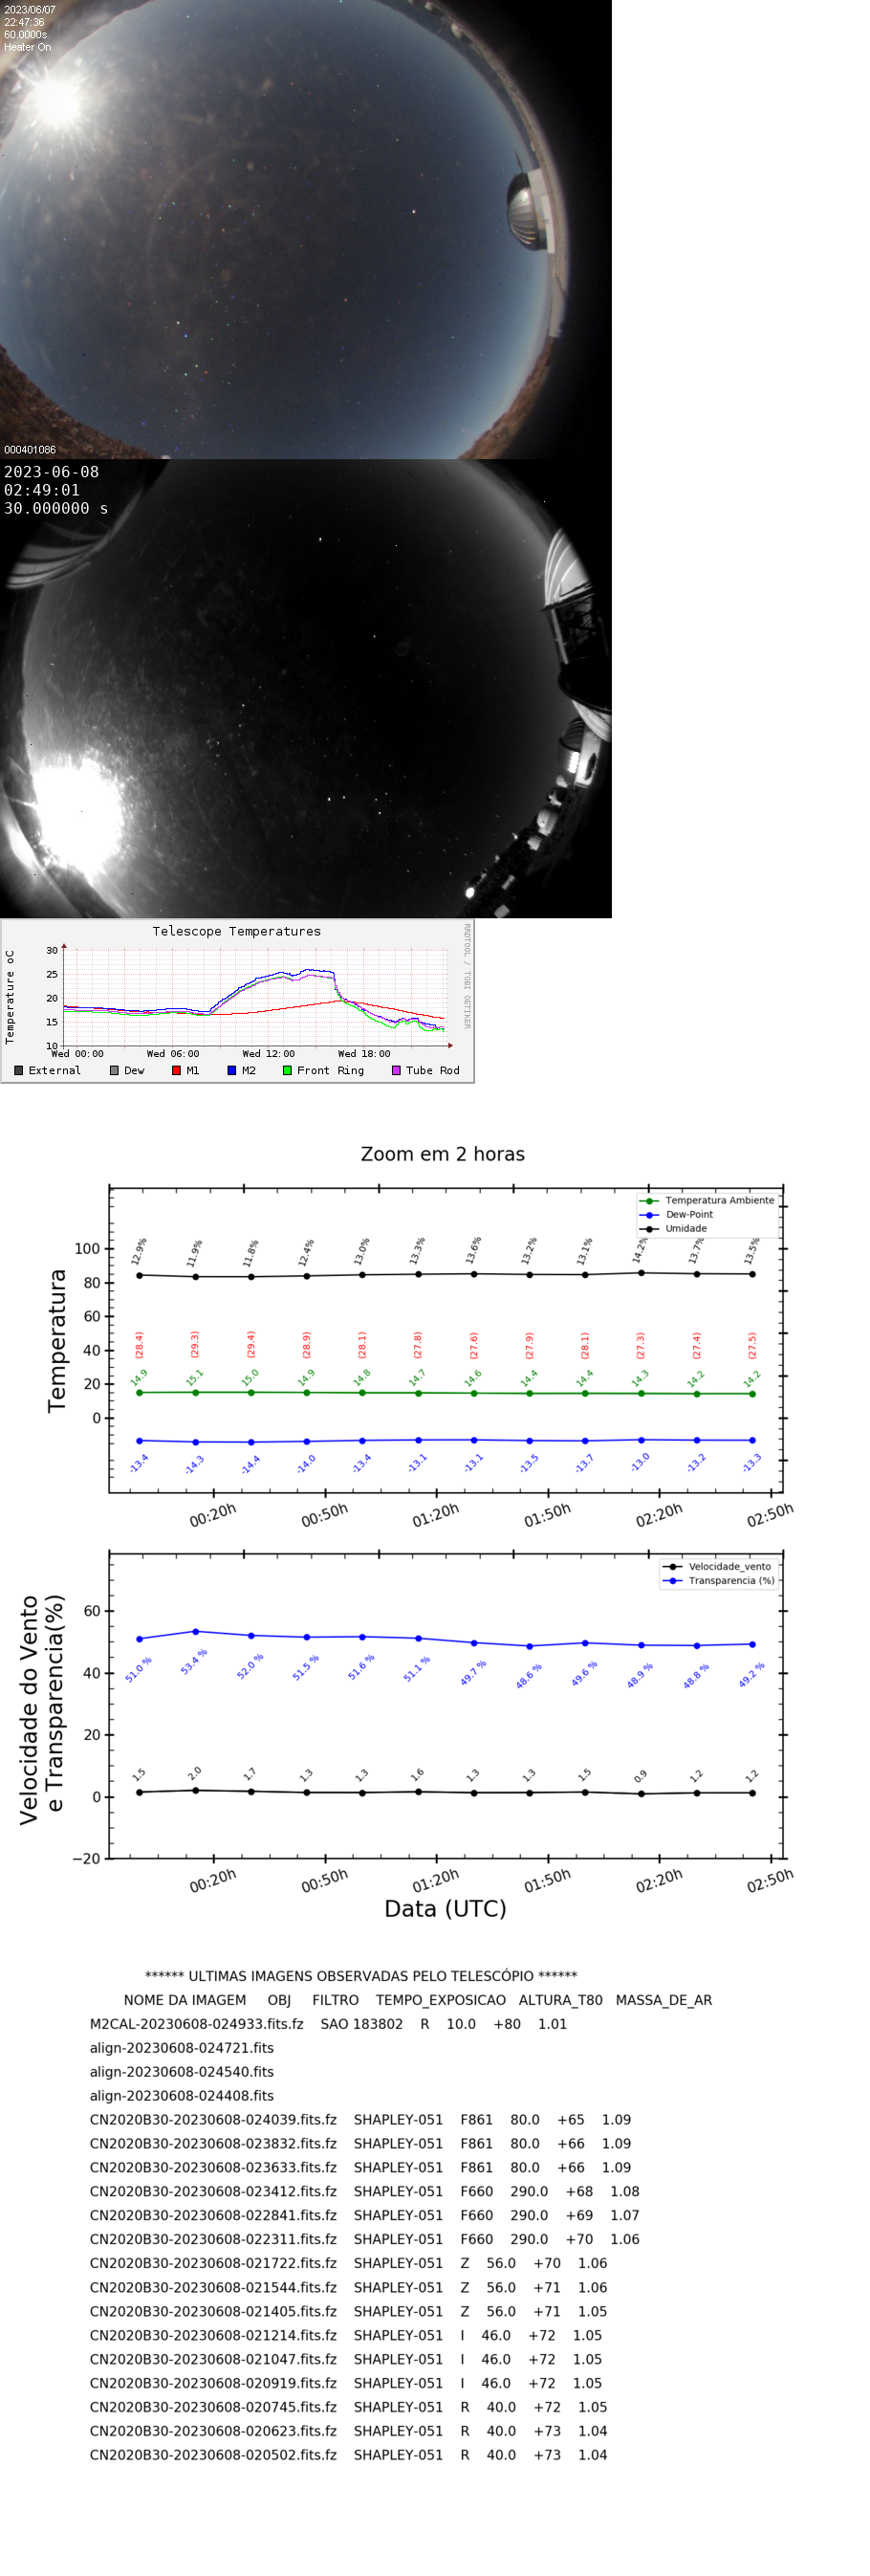 2023/06/07
22:47:36
60.0000s
Heater On
000401086
2023-06-08
02:49:01
30.000000 s
Telescope Temperatures
RRDTOOL / TOBI OETIKER
Temperature oC
30
25
20
15
10
Wed 00:00 Wed 06:00 Wed 12:00 Wed 18:00
External Dew M1 M2 Front Ring Tube Rod
Zoom em 2 horas
Temperatura Ambiente
Dew-Point
Umidade
Temperatura
100
80
60
40
20
0
12.9% 11.9% 11.8% 12.4% 13.0% 13.3% 13.6% 13.2% 13.1% 14.2% 13.7% 13.5%
(28.4) (29.3) (29.4) (28.9) (28.1) (27.8) (27.6) (27.9) (28.1) (27.3) (27.4) (27.5)
14.9 15.1 15.0 14.9 14.8 14.7 14.6 14.4 14.4 14.3 14.2 14.2
-13.4 -14.3 -14.4 -14.0 -13.4 -13.1 -13.1 -13.5 -13.7 -13.0 -13.2 -13.3
00:20h 00:50h 01:20h 01:50h 02:20h 02:50h
Velocidade_vento
Transparencia (%)
Velocidade do Vento
e Transparencia(%)
60
40
20
0
−20
51.0 % 53.4 % 52.0 % 51.5 % 51.6 % 51.1 % 49.7 % 48.6 % 49.6 % 48.9 % 48.8 % 49.2 %
1.5 2.0 1.7 1.3 1.3 1.6 1.3 1.3 1.5 0.9 1.2 1.2
00:20h 00:50h 01:20h 01:50h 02:20h 02:50h
Data (UTC)
****** ULTIMAS IMAGENS OBSERVADAS PELO TELESCÓPIO ******
NOME DA IMAGEM OBJ FILTRO TEMPO_EXPOSICAO ALTURA_T80 MASSA_DE_AR
M2CAL-20230608-024933.fits.fz SAO 183802 R 10.0 +80 1.01
align-20230608-024721.fits
align-20230608-024540.fits
align-20230608-024408.fits
CN2020B30-20230608-024039.fits.fz SHAPLEY-051 F861 80.0 +65 1.09
CN2020B30-20230608-023832.fits.fz SHAPLEY-051 F861 80.0 +66 1.09
CN2020B30-20230608-023633.fits.fz SHAPLEY-051 F861 80.0 +66 1.09
CN2020B30-20230608-023412.fits.fz SHAPLEY-051 F660 290.0 +68 1.08
CN2020B30-20230608-022841.fits.fz SHAPLEY-051 F660 290.0 +69 1.07
CN2020B30-20230608-022311.fits.fz SHAPLEY-051 F660 290.0 +70 1.06
CN2020B30-20230608-021722.fits.fz SHAPLEY-051 Z 56.0 +70 1.06
CN2020B30-20230608-021544.fits.fz SHAPLEY-051 Z 56.0 +71 1.06
CN2020B30-20230608-021405.fits.fz SHAPLEY-051 Z 56.0 +71 1.05
CN2020B30-20230608-021214.fits.fz SHAPLEY-051 I 46.0 +72 1.05
CN2020B30-20230608-021047.fits.fz SHAPLEY-051 I 46.0 +72 1.05
CN2020B30-20230608-020919.fits.fz SHAPLEY-051 I 46.0 +72 1.05
CN2020B30-20230608-020745.fits.fz SHAPLEY-051 R 40.0 +72 1.05
CN2020B30-20230608-020623.fits.fz SHAPLEY-051 R 40.0 +73 1.04
CN2020B30-20230608-020502.fits.fz SHAPLEY-051 R 40.0 +73 1.04